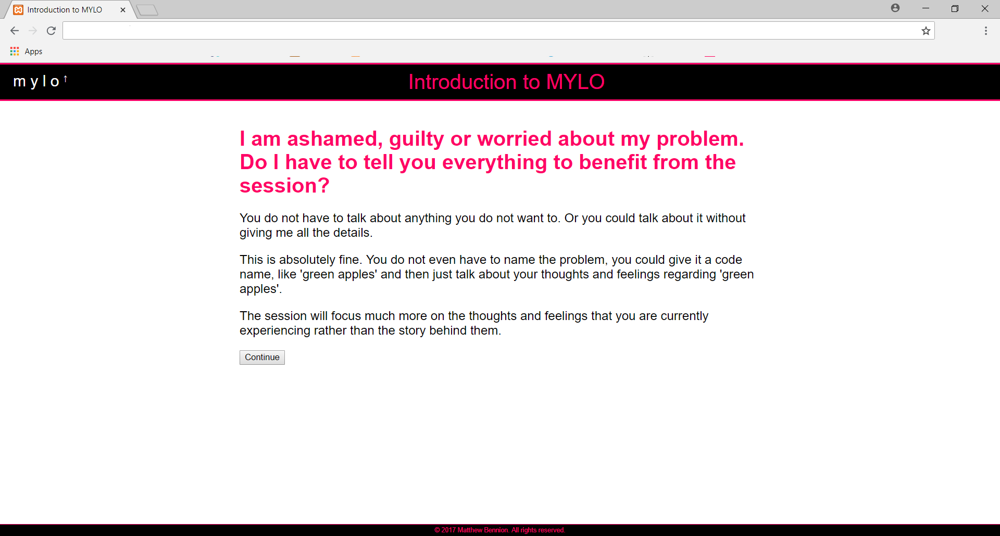 Introduction to MYLO
Apps
mylo↑
Introduction to MYLO
I am ashamed, guilty or worried about my problem.
Do I have to tell you everything to benefit from the
session?
You do not have to talk about anything you do not want to. Or you could talk about it without
giving me all the details.
This is absolutely fine. You do not even have to name the problem, you could give it a code
name, like 'green apples' and then just talk about your thoughts and feelings regarding 'green
apples'.
The session will focus much more on the thoughts and feelings that you are currently
experiencing rather than the story behind them.
Continue
© 2017 Matthew Bennion. All rights reserved.